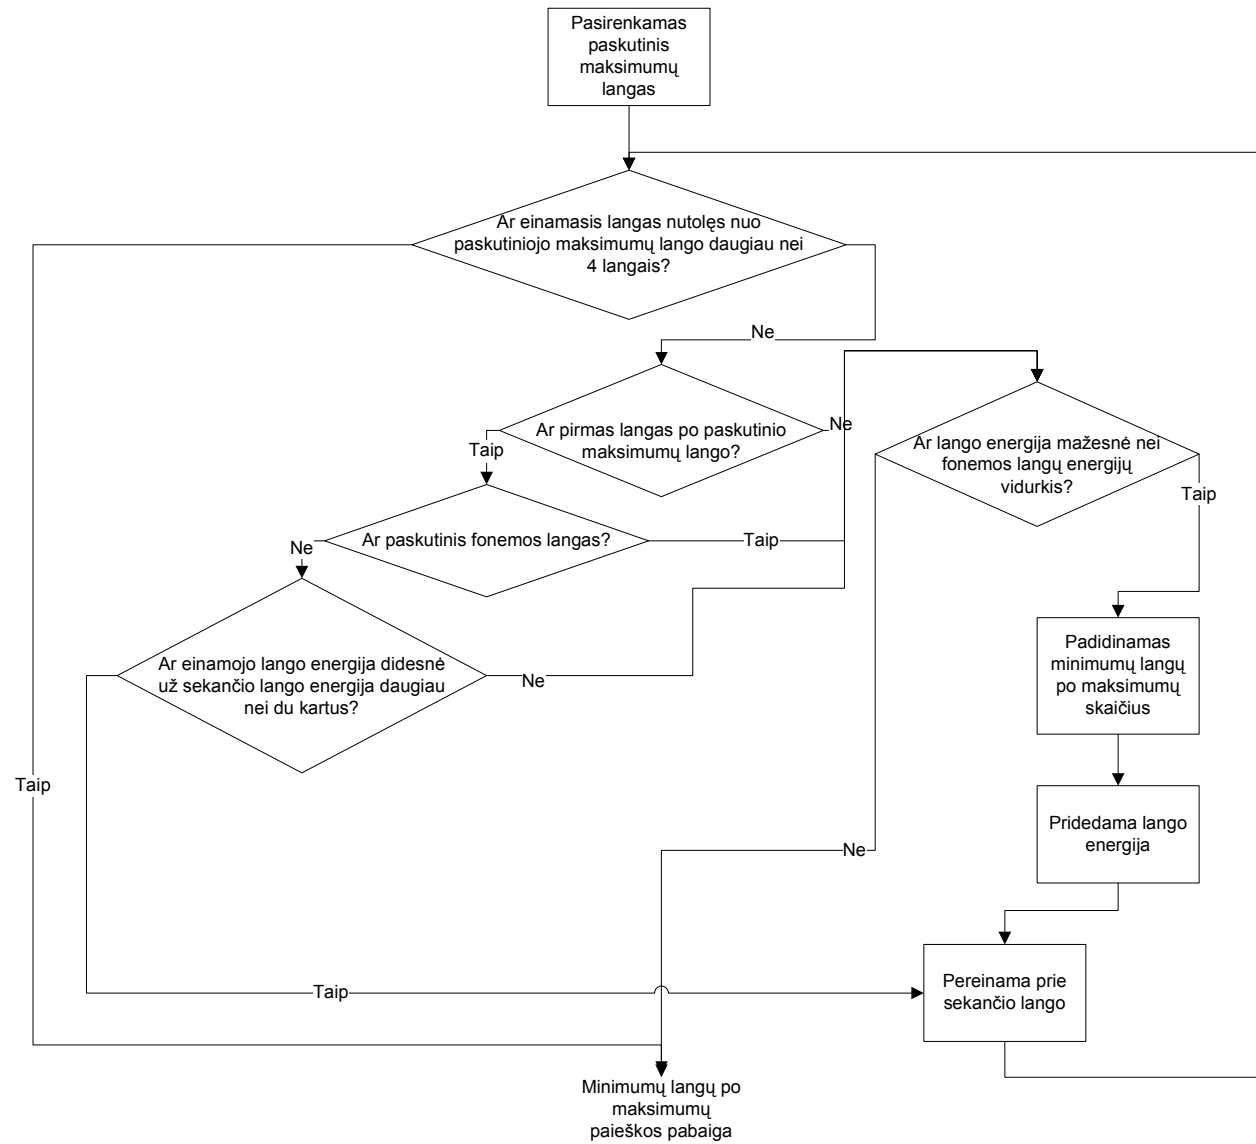 Pasirenkamas
paskutinis
maksimumų
langas
Ar einamasis langas nutolęs nuo
paskutiniojo maksimumų lango daugiau nei
4 langais?
Ne
Ar pirmas langas po paskutinio
maksimumų lango?
Ne
Taip
Ar lango energija mažesnė nei
fonemos langų energijų
vidurkis?
Taip
Ar paskutinis fonemos langas?
Taip
Ne
Ar einamojo lango energija didesnė
už sekančio lango energija daugiau
nei du kartus?
Ne
Padidinamas
minimumų langų
po maksimumų
skaičius
Taip
Pridedama lango
energija
Ne
Pereinama prie
sekančio lango
Taip
Minimumų langų po
maksimumų
paieškos pabaiga